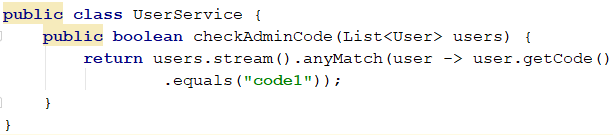 public class UserService {
public boolean checkAdminCode(List<User> users) {
return users.stream().anyMatch(user -> user.getCode()
.equals("code1"));
}
}